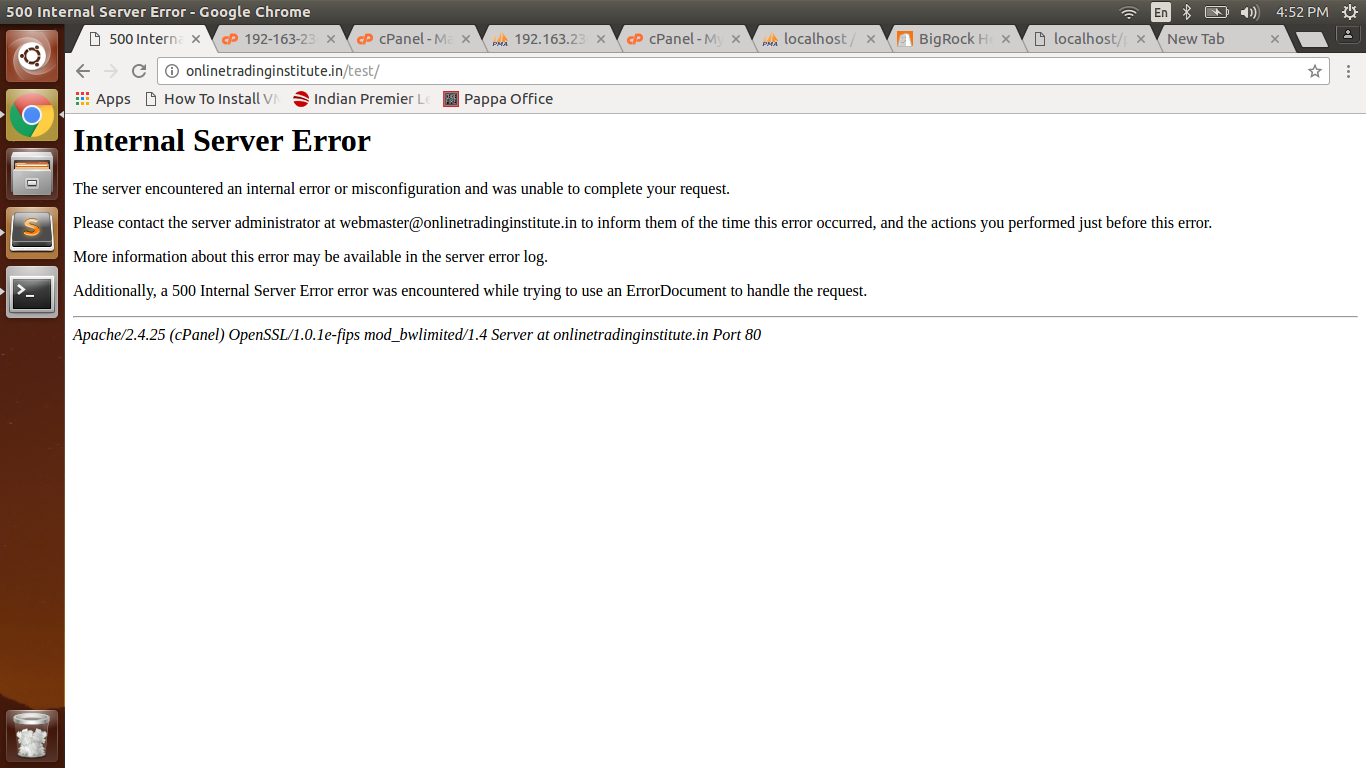 500 Internal Server Error - Google Chrome
En
4:52 PM
500 Intern
192-163-23
cPanel - Ma
192.163.23
cPanel - My
localhost /
BigRock He
localhost/p
New Tab
onlinetradinginstitute.in/test/
Apps
How To Install VM
Indian Premier Le
Pappa Office
Internal Server Error
The server encountered an internal error or misconfiguration and was unable to complete your request.
Please contact the server administrator at webmaster@onlinetradinginstitute.in to inform them of the time this error occurred, and the actions you performed just before this error.
More information about this error may be available in the server error log.
Additionally, a 500 Internal Server Error error was encountered while trying to use an ErrorDocument to handle the request.
Apache/2.4.25 (cPanel) OpenSSL/1.0.1e-fips mod_bwlimited/1.4 Server at onlinetradinginstitute.in Port 80